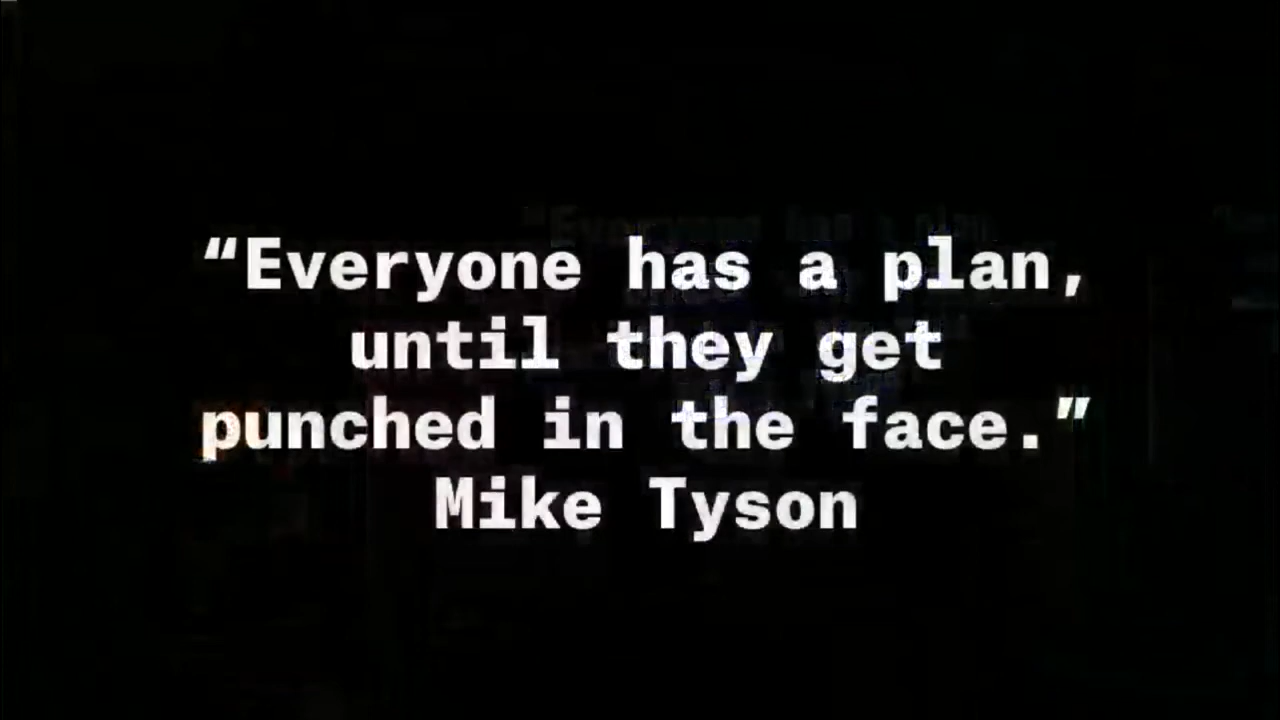 “Everyone has a plan,
until they get
punched in the face.”
Mike Tyson